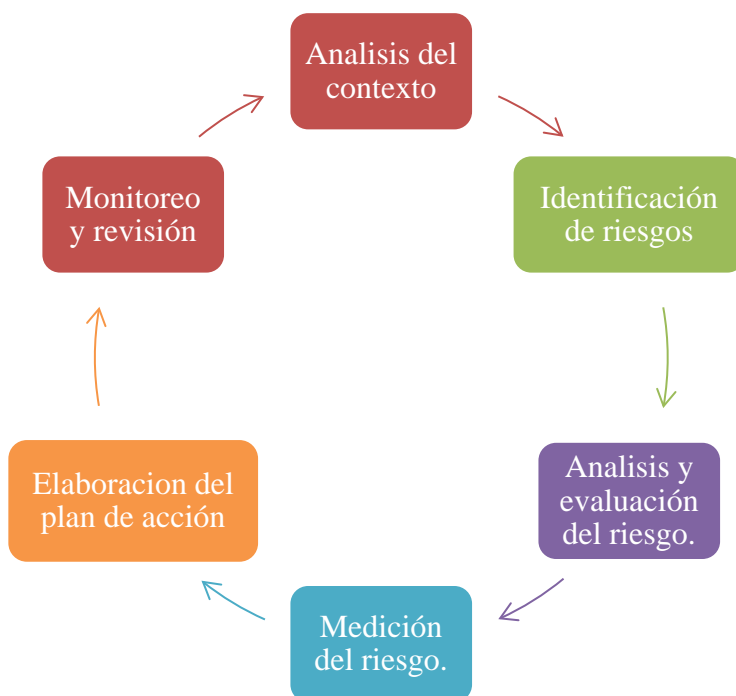 Analisis del
contexto
Identificación
de riesgos
Analisis y
evaluación
del riesgo.
Medición
del riesgo.
Elaboracion del
plan de acción
Monitoreo
y revisión